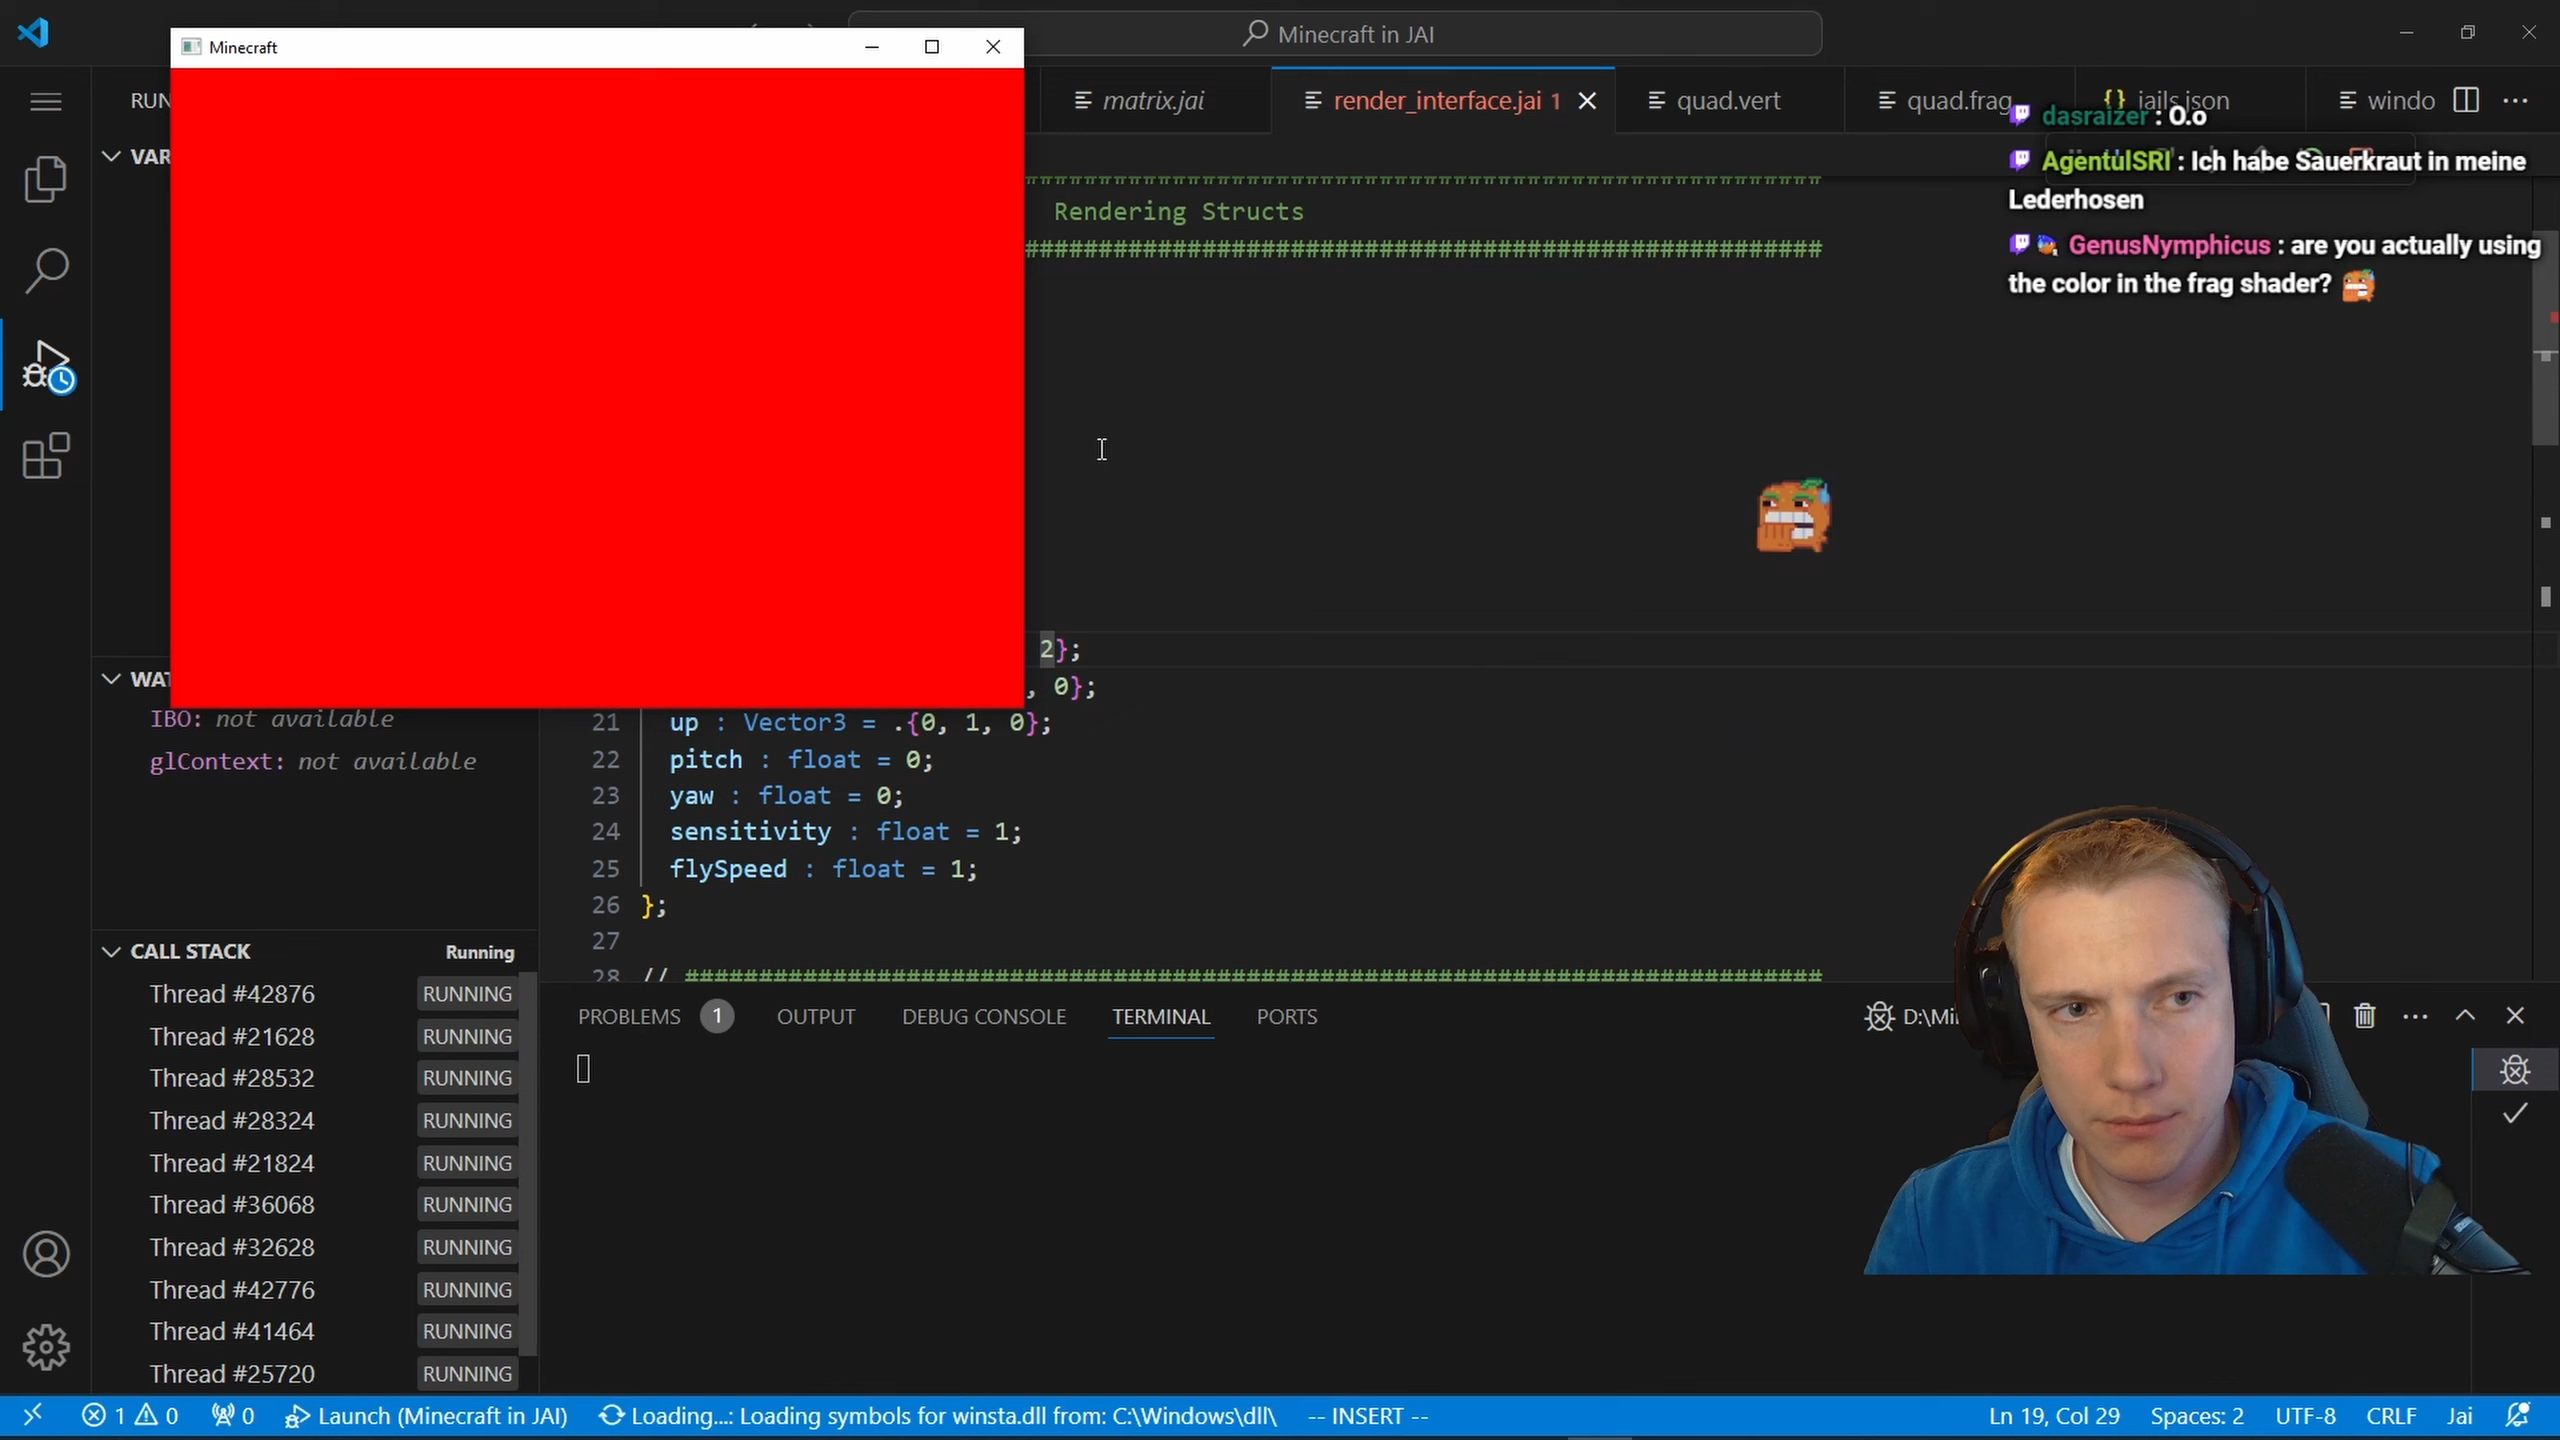 Minecraft in JAI
Minecraft
RUN
matrix.jai
render_interface.jai 1
quad.vert
quad.frag
jails.json
windo
dasraizer : O.o
AgentulSRI : Ich habe Sauerkraut in meine
Lederhosen
GenusNymphicus : are you actually using
the color in the frag shader?
VAR
##############################################################################
Rendering Structs
##############################################################################
2};
, 0};
21 up : Vector3 = .{0, 1, 0};
22 pitch : float = 0;
23 yaw : float = 0;
24 sensitivity : float = 1;
25 flySpeed : float = 1;
26 };
27
28 // ##############################################################################
WAT
IBO: not available
glContext: not available
CALL STACK Running
Thread #42876 RUNNING
Thread #21628 RUNNING
Thread #28532 RUNNING
Thread #28324 RUNNING
Thread #21824 RUNNING
Thread #36068 RUNNING
Thread #32628 RUNNING
Thread #42776 RUNNING
Thread #41464 RUNNING
Thread #25720 RUNNING
PROBLEMS 1 OUTPUT DEBUG CONSOLE TERMINAL PORTS
D:\Mi
1 0 0 Launch (Minecraft in JAI) Loading...: Loading symbols for winsta.dll from: C:\Windows\dll\ -- INSERT -- Ln 19, Col 29 Spaces: 2 UTF-8 CRLF Jai